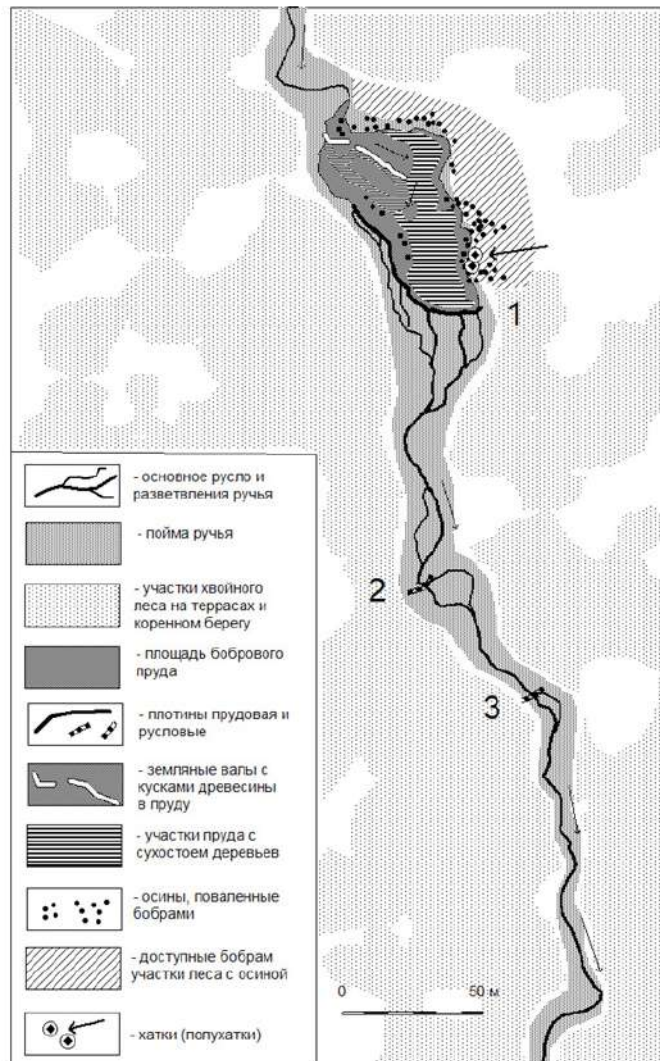 1
2
3
- основное русло и
разветвления ручья
- пойма ручья
- участки хвойного
леса на террасах и
коренном берегу
- площадь бобрового
пруда
- плотины прудовая и
русловые
- земляные валы с
кусками древесины
в пруду
- участки пруда с
сухостоем деревьев
- осины, поваленные
бобрами
- доступные бобрам
участки леса с осиной
- хатки (полухатки)
0 50 м